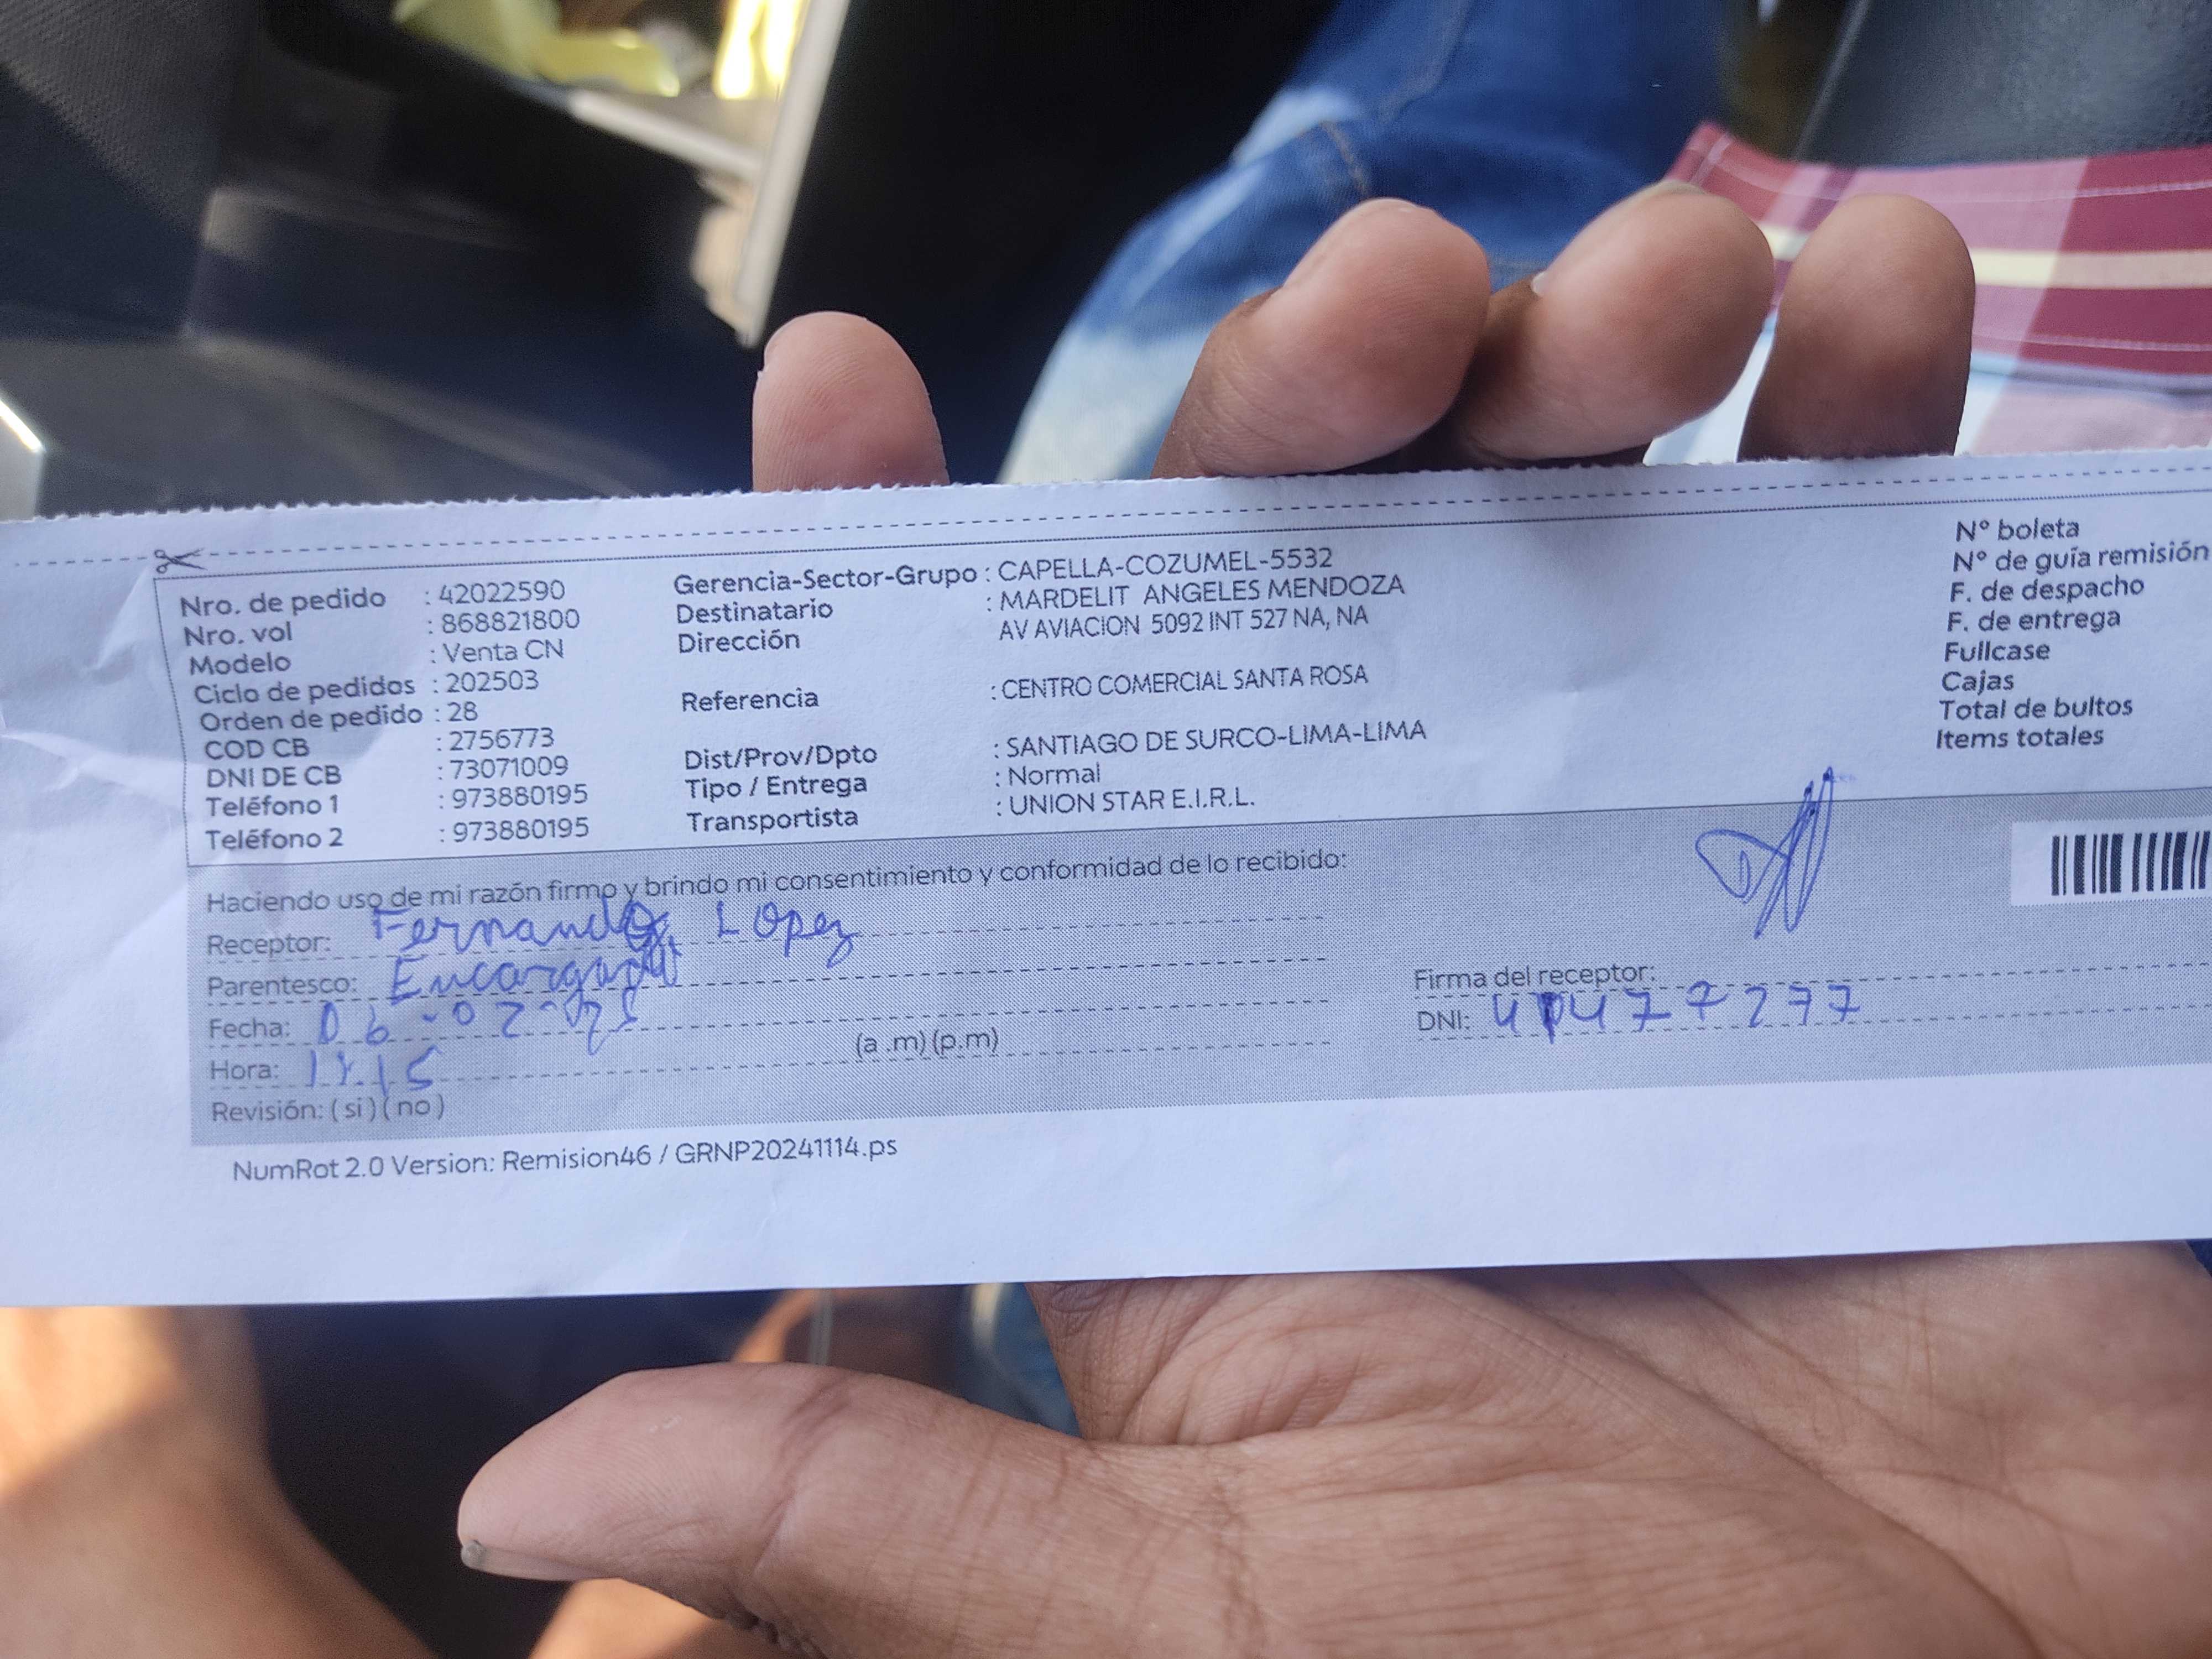 Nro. de pedido : 42022590
Nro. vol : 868821800
Modelo : Venta CN
Ciclo de pedidos : 202503
Orden de pedido : 28
COD CB : 2756773
DNI DE CB : 73071009
Teléfono 1 : 973880195
Teléfono 2 : 973880195
Gerencia-Sector-Grupo : CAPELLA-COZUMEL-5532
Destinatario : MARDELIT ANGELES MENDOZA
Dirección AV AVIACION 5092 INT 527 NA, NA
Referencia : CENTRO COMERCIAL SANTA ROSA
Dist/Prov/Dpto : SANTIAGO DE SURCO-LIMA-LIMA
Tipo / Entrega : Normal
Transportista : UNION STAR E.I.R.L.
N° boleta
N° de guía remisión
F. de despacho
F. de entrega
Fullcase
Cajas
Total de bultos
Items totales
Haciendo uso de mi razón firmo y brindo mi consentimiento y conformidad de lo recibido:
Receptor: Fernando Lopez
Parentesco: Encargado
Fecha: 06-02-25
Hora: (a .m) (p.m)
Revisión: ( si ) ( no )
Firma del receptor:
DNI:
NumRot 2.0 Version: Remision46 / GRNP20241114.ps